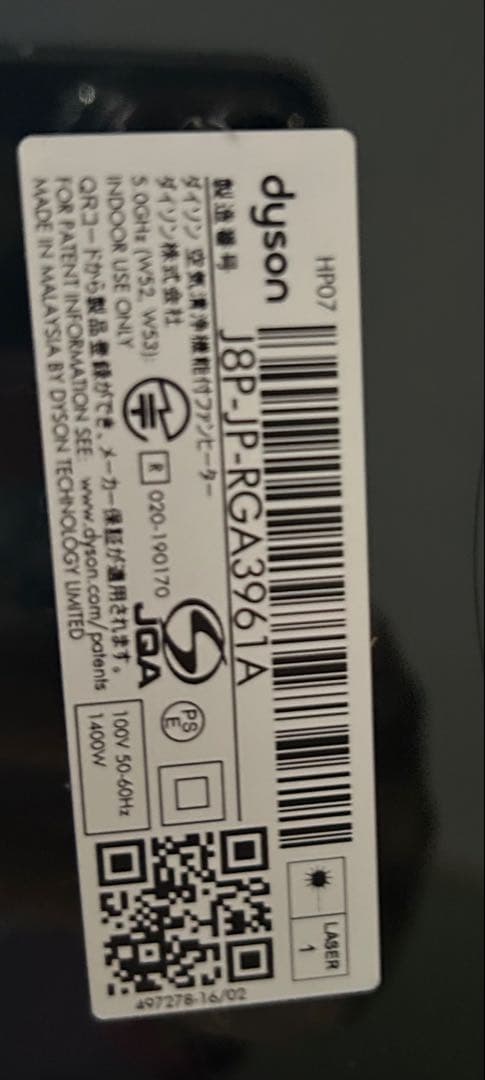 dyson
HP07
製造番号 J8P-JP-RGA3961A
ダイソン 空気清浄機能付ファンヒーター
ダイソン株式会社
5.0GHz (W52, W53):
R 020-190170
INDOOR USE ONLY
QRコードから製品登録ができ、メーカー保証が適用されます。
FOR PATENT INFORMATION SEE: www.dyson.com/patents
MADE IN MALAYSIA BY DYSON TECHNOLOGY LIMITED
JQA
PS
E
100V 50-60Hz
1400W
LASER
1
497278-16/02